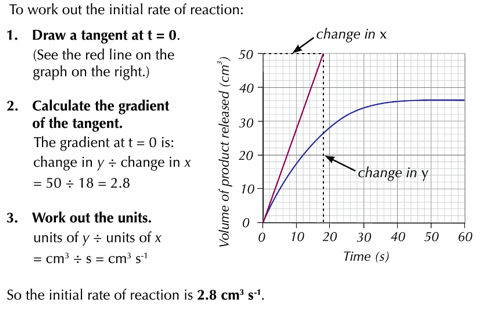 To work out the initial rate of reaction:
1. Draw a tangent at t = 0.
(See the red line on the
graph on the right.)
2. Calculate the gradient
of the tangent.
The gradient at t = 0 is:
change in y ÷ change in x
= 50 ÷ 18 = 2.8
3. Work out the units.
units of y ÷ units of x
= cm³ ÷ s = cm³ s⁻¹
So the initial rate of reaction is 2.8 cm³ s⁻¹.
change in x
change in y
Volume of product released (cm³)
50
40
30
20
10
0
0 10 20 30 40 50 60
Time (s)